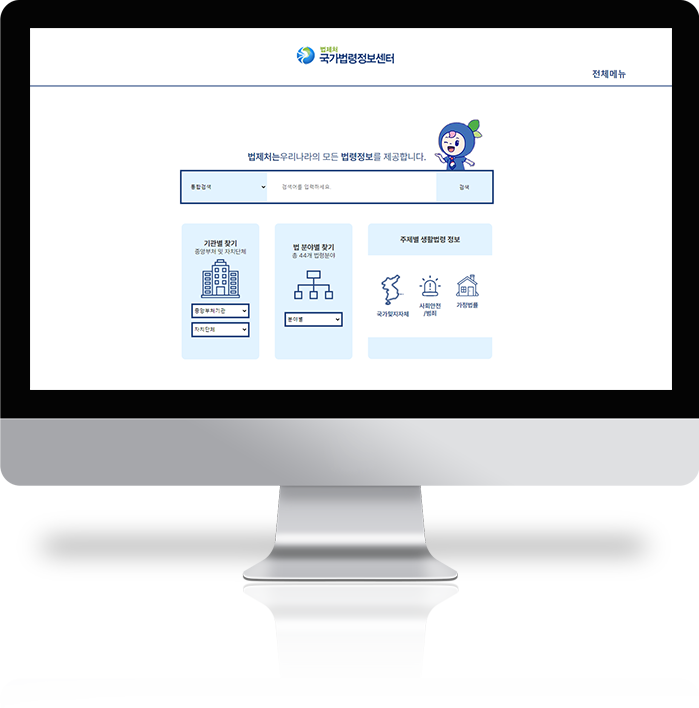 법제처
국가법령정보센터
전체메뉴
법제처는우리나라의 모든 법령정보를 제공합니다.
통합검색
검색어를 입력하세요.
검색
기관별 찾기
중앙부처 및 자치단체
중앙부처기관
자치단체
법 분야별 찾기
총 44개 법령분야
분야별
주제별 생활법령 정보
국가및지자체
사회안전
/범죄
가정법률